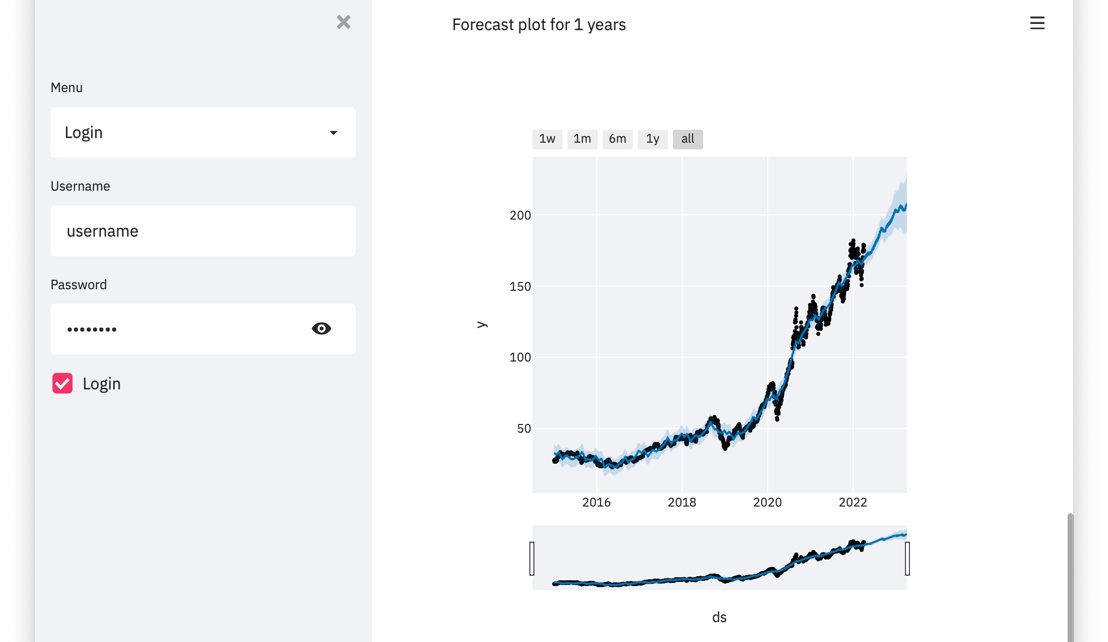 Forecast plot for 1 years
Menu
Login
Username
username
Password
••••••••
Login
1w 1m 6m 1y all
200
150
100
50
y
2016 2018 2020 2022
ds